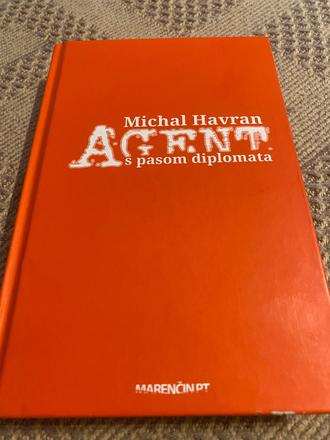 Michal Havran
AGENT
s pasom diplomata
MARENČIN PT